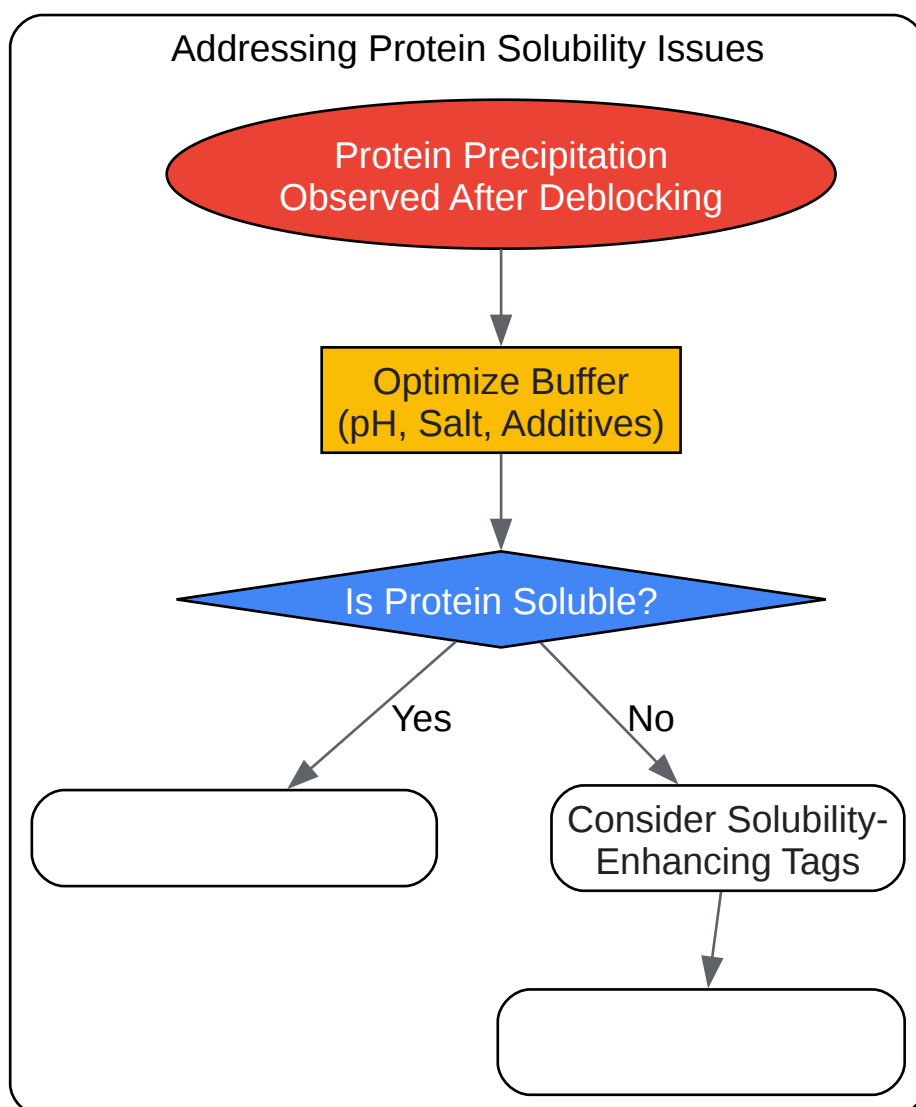 Addressing Protein Solubility Issues
Protein Precipitation
Observed After Deblocking
Optimize Buffer
(pH, Salt, Additives)
Is Protein Soluble?
Yes
No
Consider Solubility-
Enhancing Tags